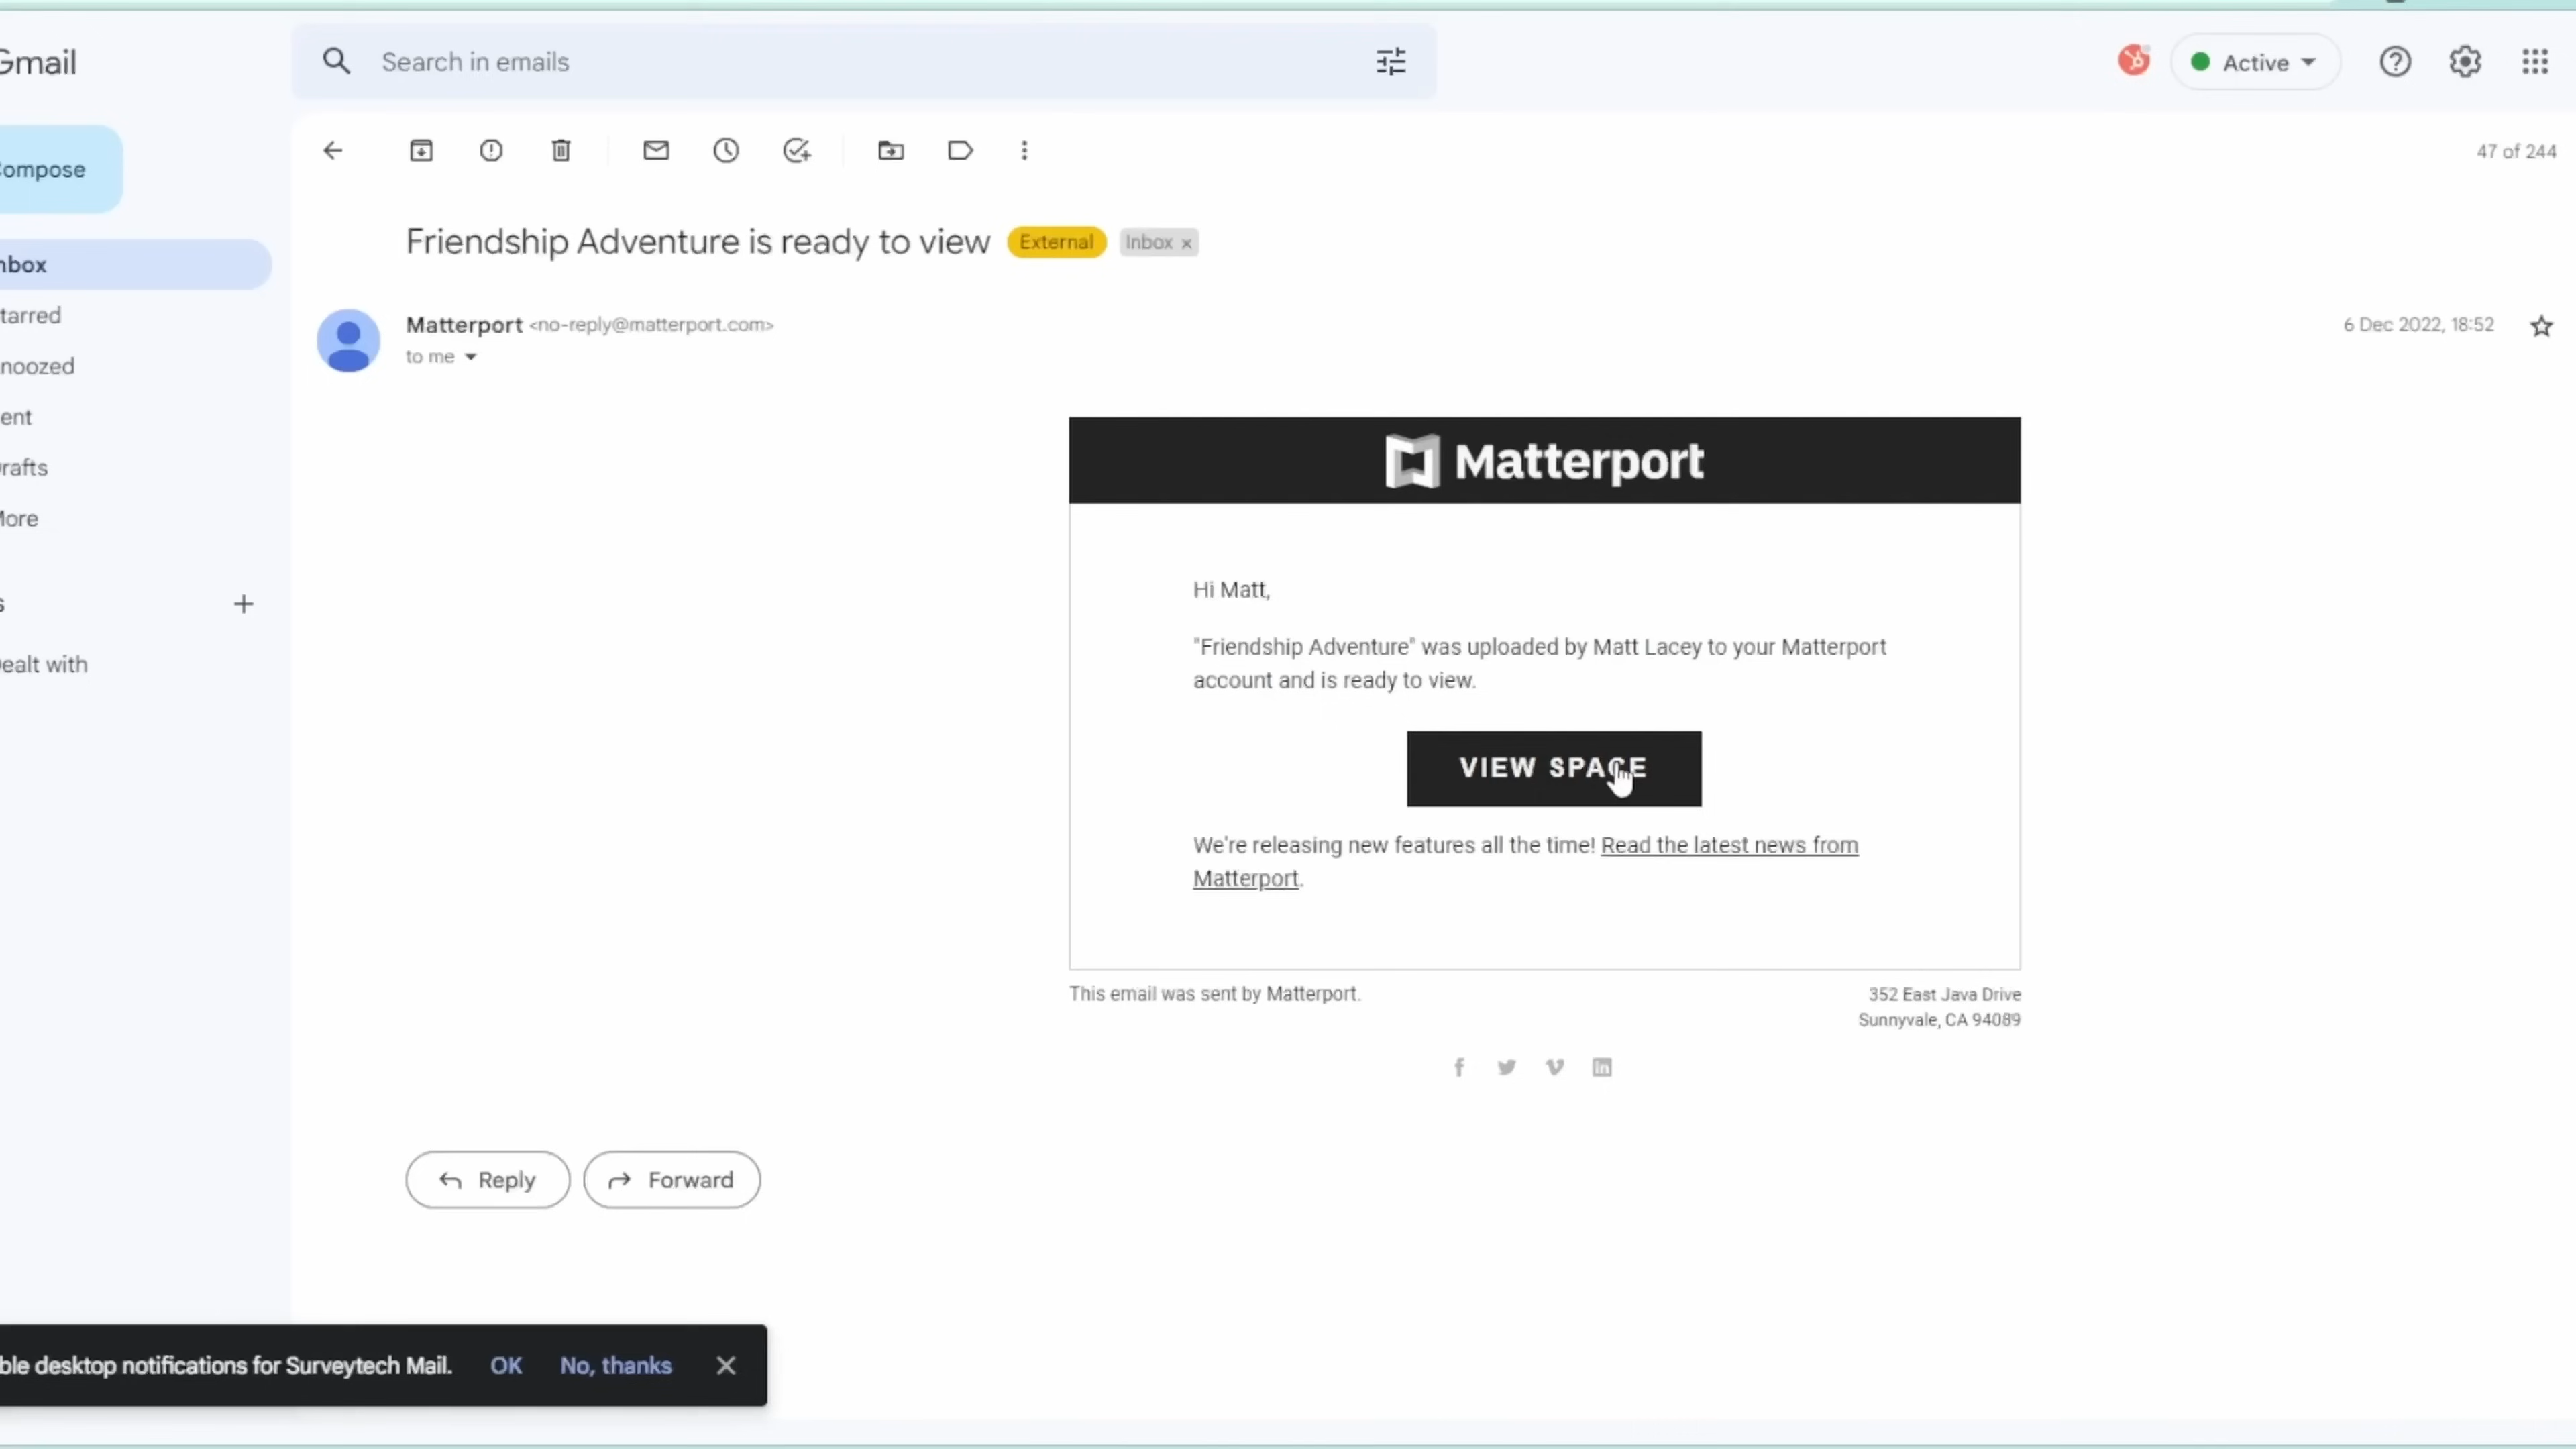 Gmail
Search in emails
Active
Compose
47 of 244
Friendship Adventure is ready to view External Inbox ×
nbox
tarred
Matterport <no-reply@matterport.com>
6 Dec 2022, 18:52
to me
noozed
ent
rafts
More
Matterport
Hi Matt,
s
"Friendship Adventure" was uploaded by Matt Lacey to your Matterport
account and is ready to view.
ealt with
VIEW SPACE
We're releasing new features all the time! Read the latest news from
Matterport.
This email was sent by Matterport.
352 East Java Drive
Sunnyvale, CA 94089
Reply
Forward
ble desktop notifications for Surveytech Mail. OK No, thanks